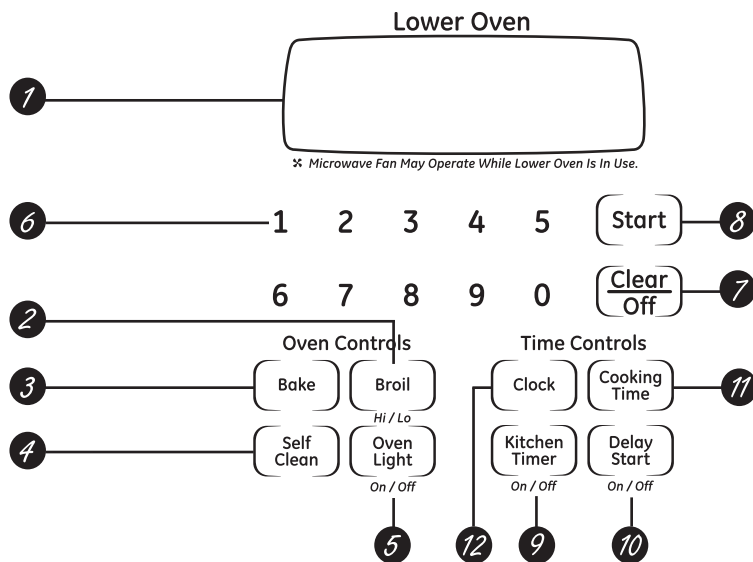 Lower Oven
1
Microwave Fan May Operate While Lower Oven Is In Use.
6 1 2 3 4 5 Start 8
6 7 8 9 0 Clear
Off 7
2
Oven Controls Time Controls
3 Bake Broil Clock Cooking
Time 11
Hi / Lo
4 Self
Clean Oven
Light Kitchen
Timer Delay
Start
On / Off On / Off On / Off
5 12 9 10